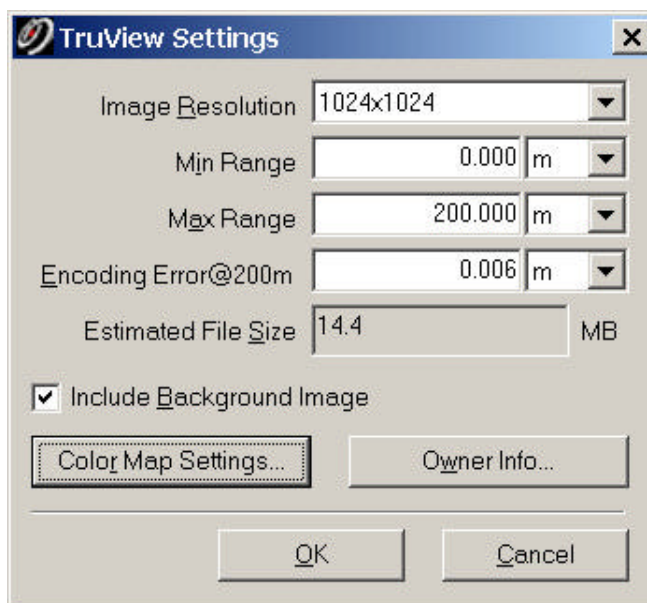 TruView Settings
Image Resolution 1024x1024
Min Range 0.000 m
Max Range 200.000 m
Encoding Error@200m 0.006 m
Estimated File Size 14.4 MB
Include Background Image
Color Map Settings... Owner Info...
OK Cancel